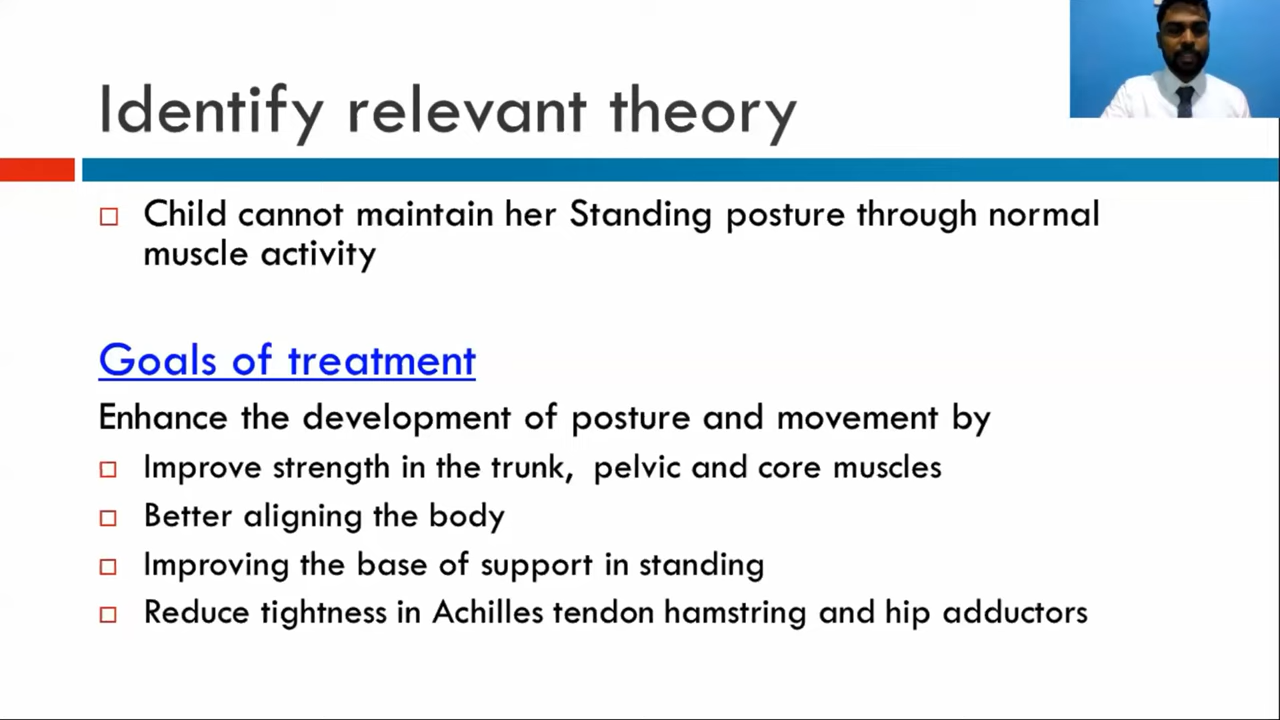 Identify relevant theory
Child cannot maintain her Standing posture through normal
muscle activity
Goals of treatment
Enhance the development of posture and movement by
Improve strength in the trunk, pelvic and core muscles
Better aligning the body
Improving the base of support in standing
Reduce tightness in Achilles tendon hamstring and hip adductors